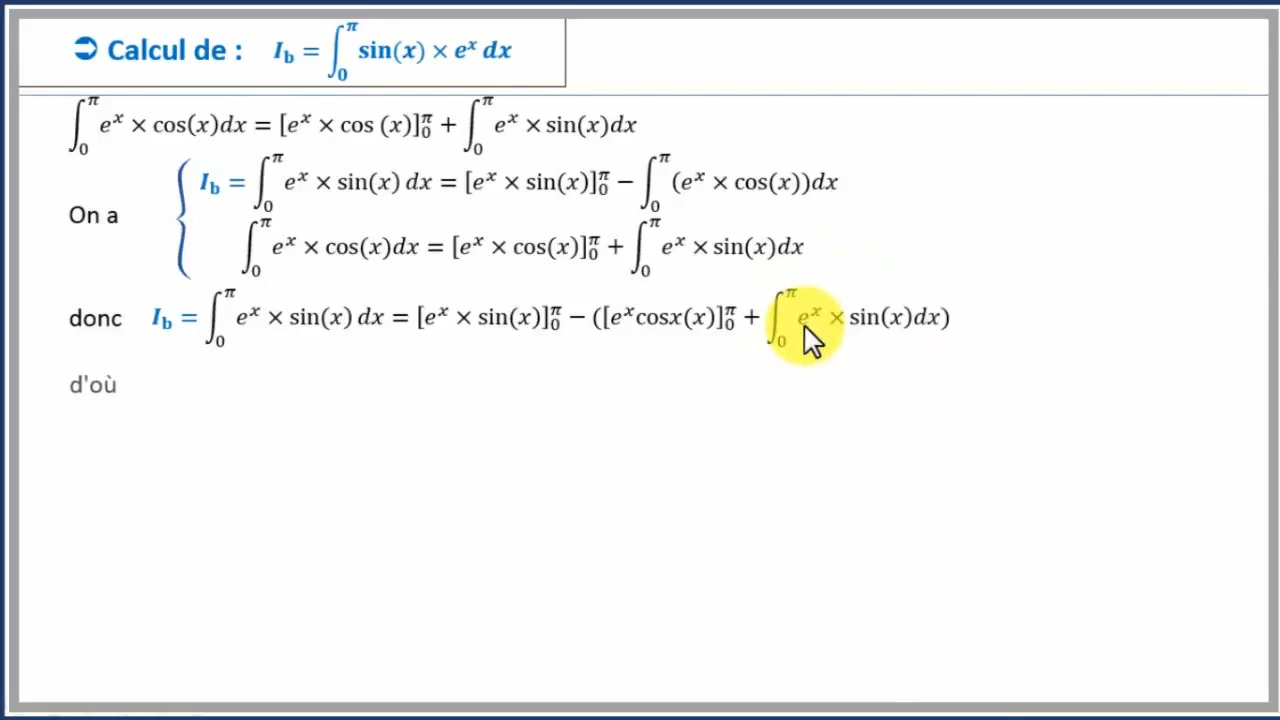 ➲ Calcul de : I_b = ∫_0^π sin(x) × e^x dx
∫_0^π e^x × cos(x)dx = [e^x × cos (x)]_0^π + ∫_0^π e^x × sin(x)dx
I_b = ∫_0^π e^x × sin(x) dx = [e^x × sin(x)]_0^π − ∫_0^π (e^x × cos(x))dx
On a
∫_0^π e^x × cos(x)dx = [e^x × cos(x)]_0^π + ∫_0^π e^x × sin(x)dx
donc I_b = ∫_0^π e^x × sin(x) dx = [e^x × sin(x)]_0^π − ([e^x cosx(x)]_0^π + ∫_0^π e^x × sin(x)dx)
d'où